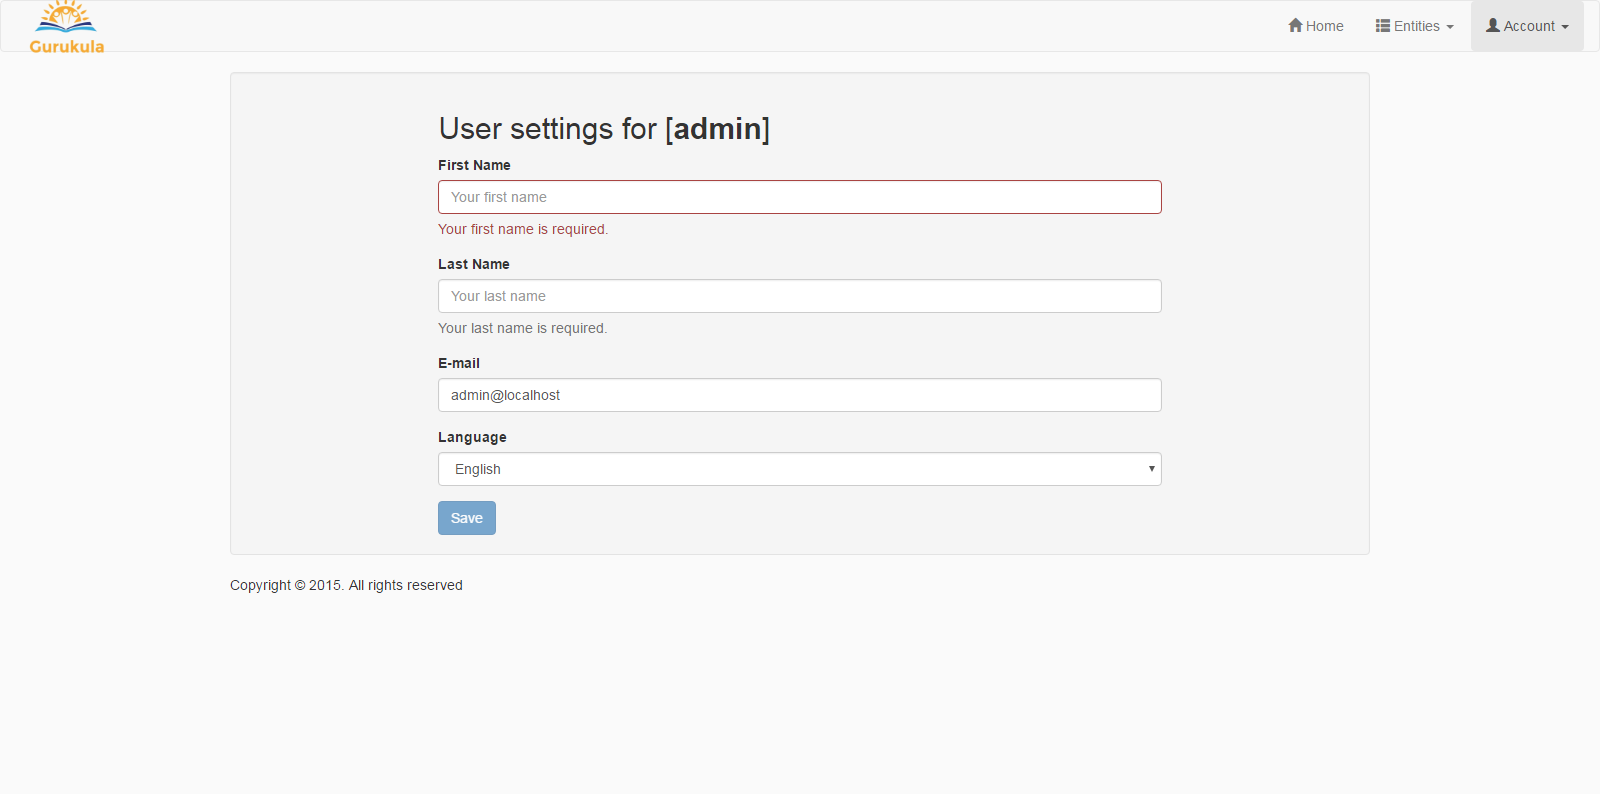 Gurukula
Home Entities Account
User settings for [admin]
First Name
Your first name
Your first name is required.
Last Name
Your last name
Your last name is required.
E-mail
admin@localhost
Language
English
Save
Copyright © 2015. All rights reserved